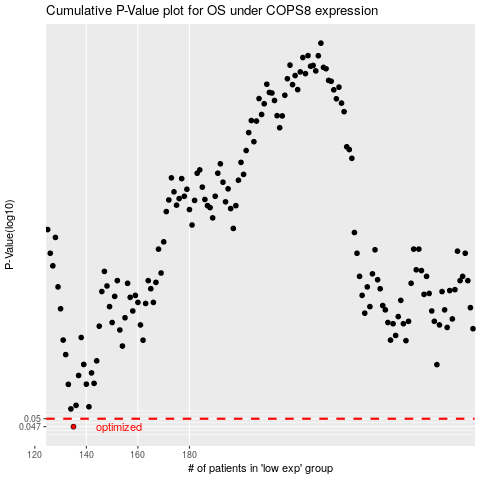 Cumulative P-Value plot for OS under COPS8 expression
P-Value(log10)
0.05
0.047
optimized
120 140 160 180
# of patients in 'low exp' group